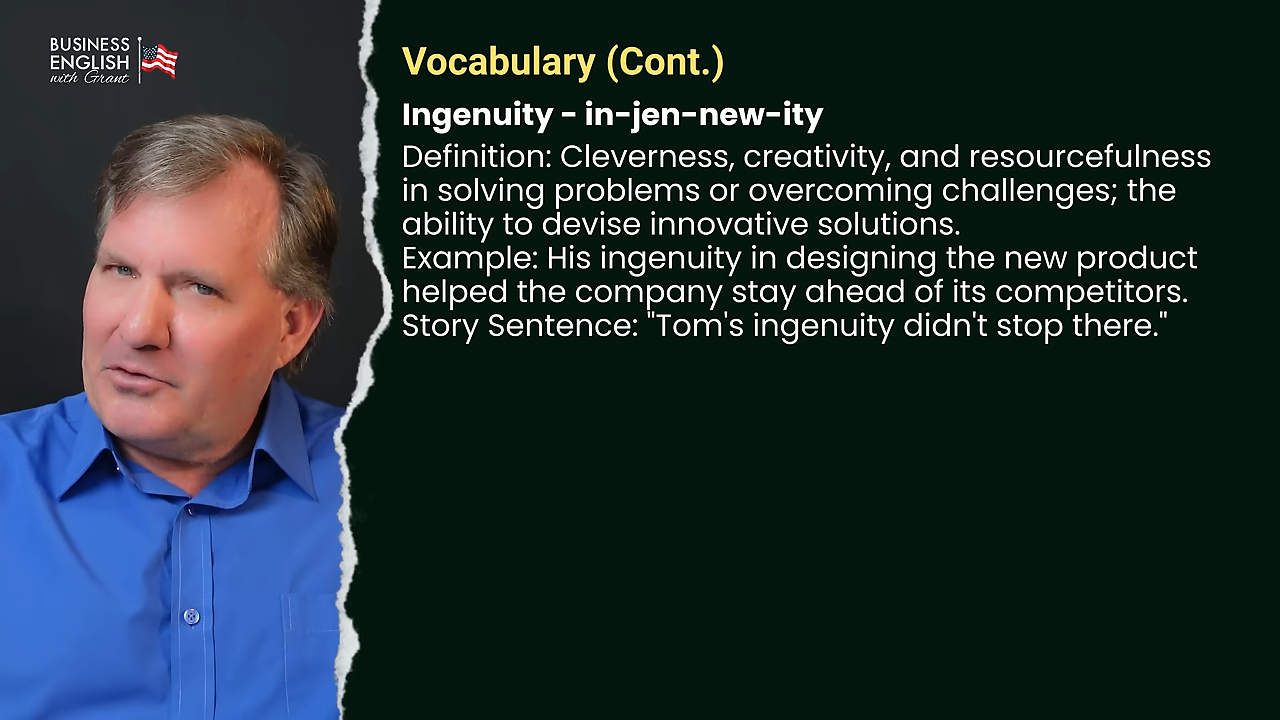 BUSINESS
ENGLISH
with Grant
Vocabulary (Cont.)
Ingenuity - in-jen-new-ity
Definition: Cleverness, creativity, and resourcefulness
in solving problems or overcoming challenges; the
ability to devise innovative solutions.
Example: His ingenuity in designing the new product
helped the company stay ahead of its competitors.
Story Sentence: "Tom's ingenuity didn't stop there."